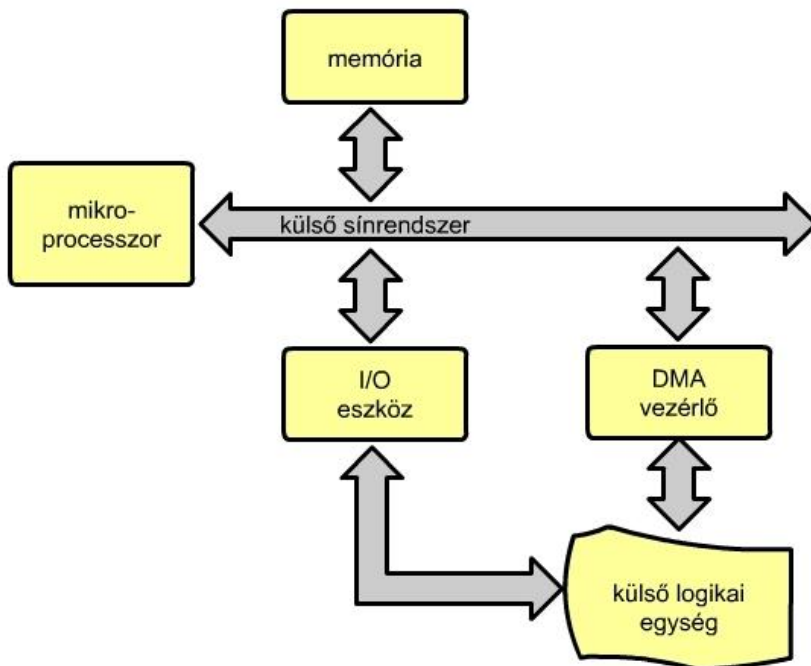 memória
mikro-
processzor
külső sínrendszer
I/O
eszköz
DMA
vezérlő
külső logikai
egység